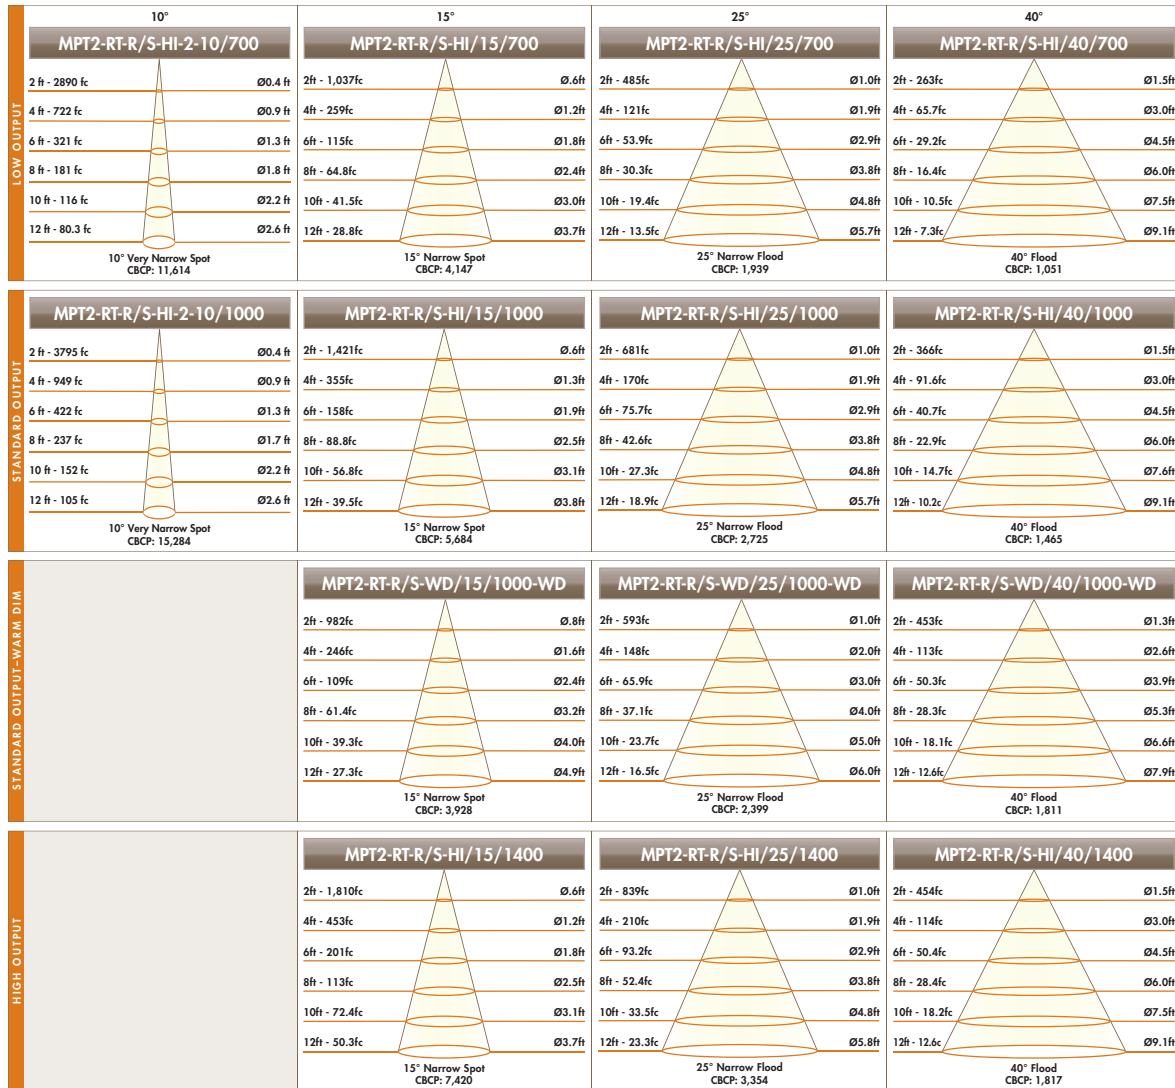 10°
15°
25°
40°
LOW OUTPUT
MPT2-RT-R/S-HI-2-10/700
2 ft - 2890 fc Ø0.4 ft
4 ft - 722 fc Ø0.9 ft
6 ft - 321 fc Ø1.3 ft
8 ft - 181 fc Ø1.8 ft
10 ft - 116 fc Ø2.2 ft
12 ft - 80.3 fc Ø2.6 ft
10° Very Narrow Spot
CBCP: 11,614
MPT2-RT-R/S-HI/15/700
2ft - 1,037fc Ø.6ft
4ft - 259fc Ø1.2ft
6ft - 115fc Ø1.8ft
8ft - 64.8fc Ø2.4ft
10ft - 41.5fc Ø3.0ft
12ft - 28.8fc Ø3.7ft
15° Narrow Spot
CBCP: 4,147
MPT2-RT-R/S-HI/25/700
2ft - 485fc Ø1.0ft
4ft - 121fc Ø1.9ft
6ft - 53.9fc Ø2.9ft
8ft - 30.3fc Ø3.8ft
10ft - 19.4fc Ø4.8ft
12ft - 13.5fc Ø5.7ft
25° Narrow Flood
CBCP: 1,939
MPT2-RT-R/S-HI/40/700
2ft - 263fc Ø1.5ft
4ft - 65.7fc Ø3.0ft
6ft - 29.2fc Ø4.5ft
8ft - 16.4fc Ø6.0ft
10ft - 10.5fc Ø7.5ft
12ft - 7.3fc Ø9.1ft
40° Flood
CBCP: 1,051
STANDARD OUTPUT
MPT2-RT-R/S-HI-2-10/1000
2 ft - 3795 fc Ø0.4 ft
4 ft - 949 fc Ø0.9 ft
6 ft - 422 fc Ø1.3 ft
8 ft - 237 fc Ø1.7 ft
10 ft - 152 fc Ø2.2 ft
12 ft - 105 fc Ø2.6 ft
10° Very Narrow Spot
CBCP: 15,284
MPT2-RT-R/S-HI/15/1000
2ft - 1,421fc Ø.6ft
4ft - 355fc Ø1.3ft
6ft - 158fc Ø1.9ft
8ft - 88.8fc Ø2.5ft
10ft - 56.8fc Ø3.1ft
12ft - 39.5fc Ø3.8ft
15° Narrow Spot
CBCP: 5,684
MPT2-RT-R/S-HI/25/1000
2ft - 681fc Ø1.0ft
4ft - 170fc Ø1.9ft
6ft - 75.7fc Ø2.9ft
8ft - 42.6fc Ø3.8ft
10ft - 27.3fc Ø4.8ft
12ft - 18.9fc Ø5.7ft
25° Narrow Flood
CBCP: 2,725
MPT2-RT-R/S-HI/40/1000
2ft - 366fc Ø1.5ft
4ft - 91.6fc Ø3.0ft
6ft - 40.7fc Ø4.5ft
8ft - 22.9fc Ø6.0ft
10ft - 14.7fc Ø7.6ft
12ft - 10.2c Ø9.1ft
40° Flood
CBCP: 1,465
STANDARD OUTPUT–WARM DIM
MPT2-RT-R/S-WD/15/1000-WD
2ft - 982fc Ø.8ft
4ft - 246fc Ø1.6ft
6ft - 109fc Ø2.4ft
8ft - 61.4fc Ø3.2ft
10ft - 39.3fc Ø4.0ft
12ft - 27.3fc Ø4.9ft
15° Narrow Spot
CBCP: 3,928
MPT2-RT-R/S-WD/25/1000-WD
2ft - 593fc Ø1.0ft
4ft - 148fc Ø2.0ft
6ft - 65.9fc Ø3.0ft
8ft - 37.1fc Ø4.0ft
10ft - 23.7fc Ø5.0ft
12ft - 16.5fc Ø6.0ft
25° Narrow Flood
CBCP: 2,399
MPT2-RT-R/S-WD/40/1000-WD
2ft - 453fc Ø1.3ft
4ft - 113fc Ø2.6ft
6ft - 50.3fc Ø3.9ft
8ft - 28.3fc Ø5.3ft
10ft - 18.1fc Ø6.6ft
12ft - 12.6fc Ø7.9ft
40° Flood
CBCP: 1,811
HIGH OUTPUT
MPT2-RT-R/S-HI/15/1400
2ft - 1,810fc Ø.6ft
4ft - 453fc Ø1.2ft
6ft - 201fc Ø1.8ft
8ft - 113fc Ø2.5ft
10ft - 72.4fc Ø3.1ft
12ft - 50.3fc Ø3.7ft
15° Narrow Spot
CBCP: 7,420
MPT2-RT-R/S-HI/25/1400
2ft - 839fc Ø1.0ft
4ft - 210fc Ø1.9ft
6ft - 93.2fc Ø2.9ft
8ft - 52.4fc Ø3.8ft
10ft - 33.5fc Ø4.8ft
12ft - 23.3fc Ø5.8ft
25° Narrow Flood
CBCP: 3,354
MPT2-RT-R/S-HI/40/1400
2ft - 454fc Ø1.5ft
4ft - 114fc Ø3.0ft
6ft - 50.4fc Ø4.5ft
8ft - 28.4fc Ø6.0ft
10ft - 18.2fc Ø7.5ft
12ft - 12.6c Ø9.1ft
40° Flood
CBCP: 1,817